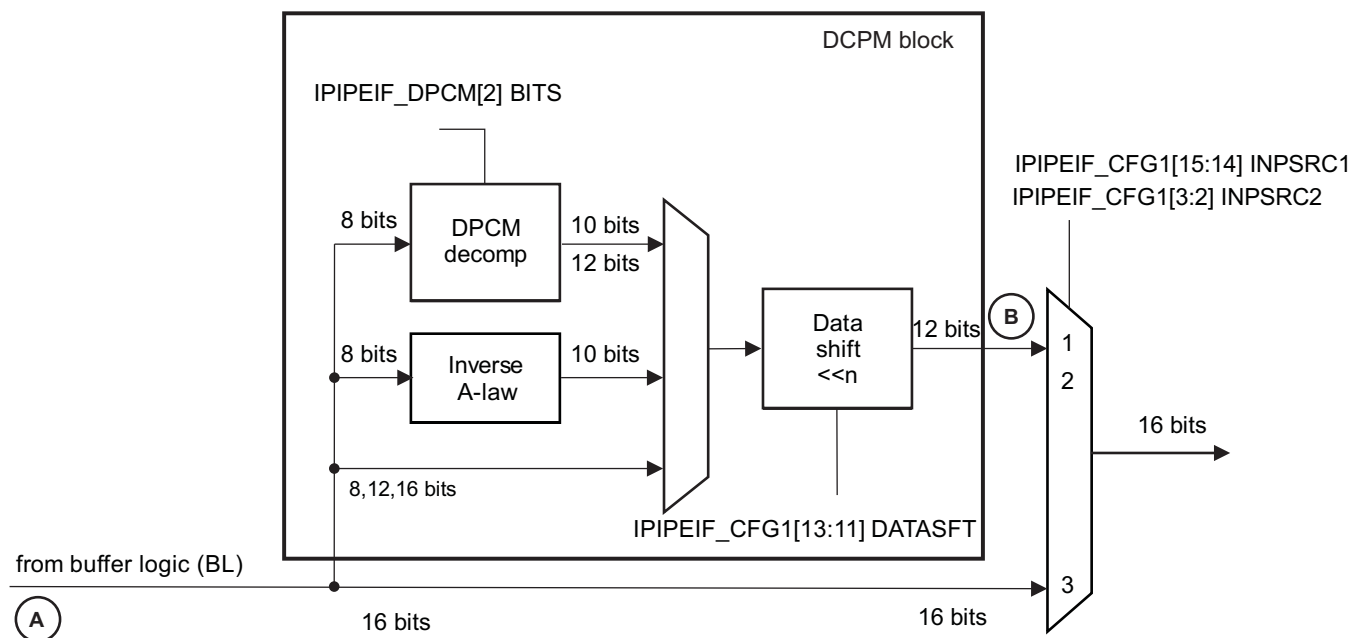 DCPM block
IPIPEIF_DPCM[2] BITS
IPIPEIF_CFG1[15:14] INPSRC1
IPIPEIF_CFG1[3:2] INPSRC2
8 bits
DPCM
decomp
10 bits
12 bits
Data
shift
<<n
12 bits
B
1
2
8 bits
Inverse
A-law
10 bits
16 bits
8,12,16 bits
IPIPEIF_CFG1[13:11] DATASFT
from buffer logic (BL)
3
A
16 bits
16 bits